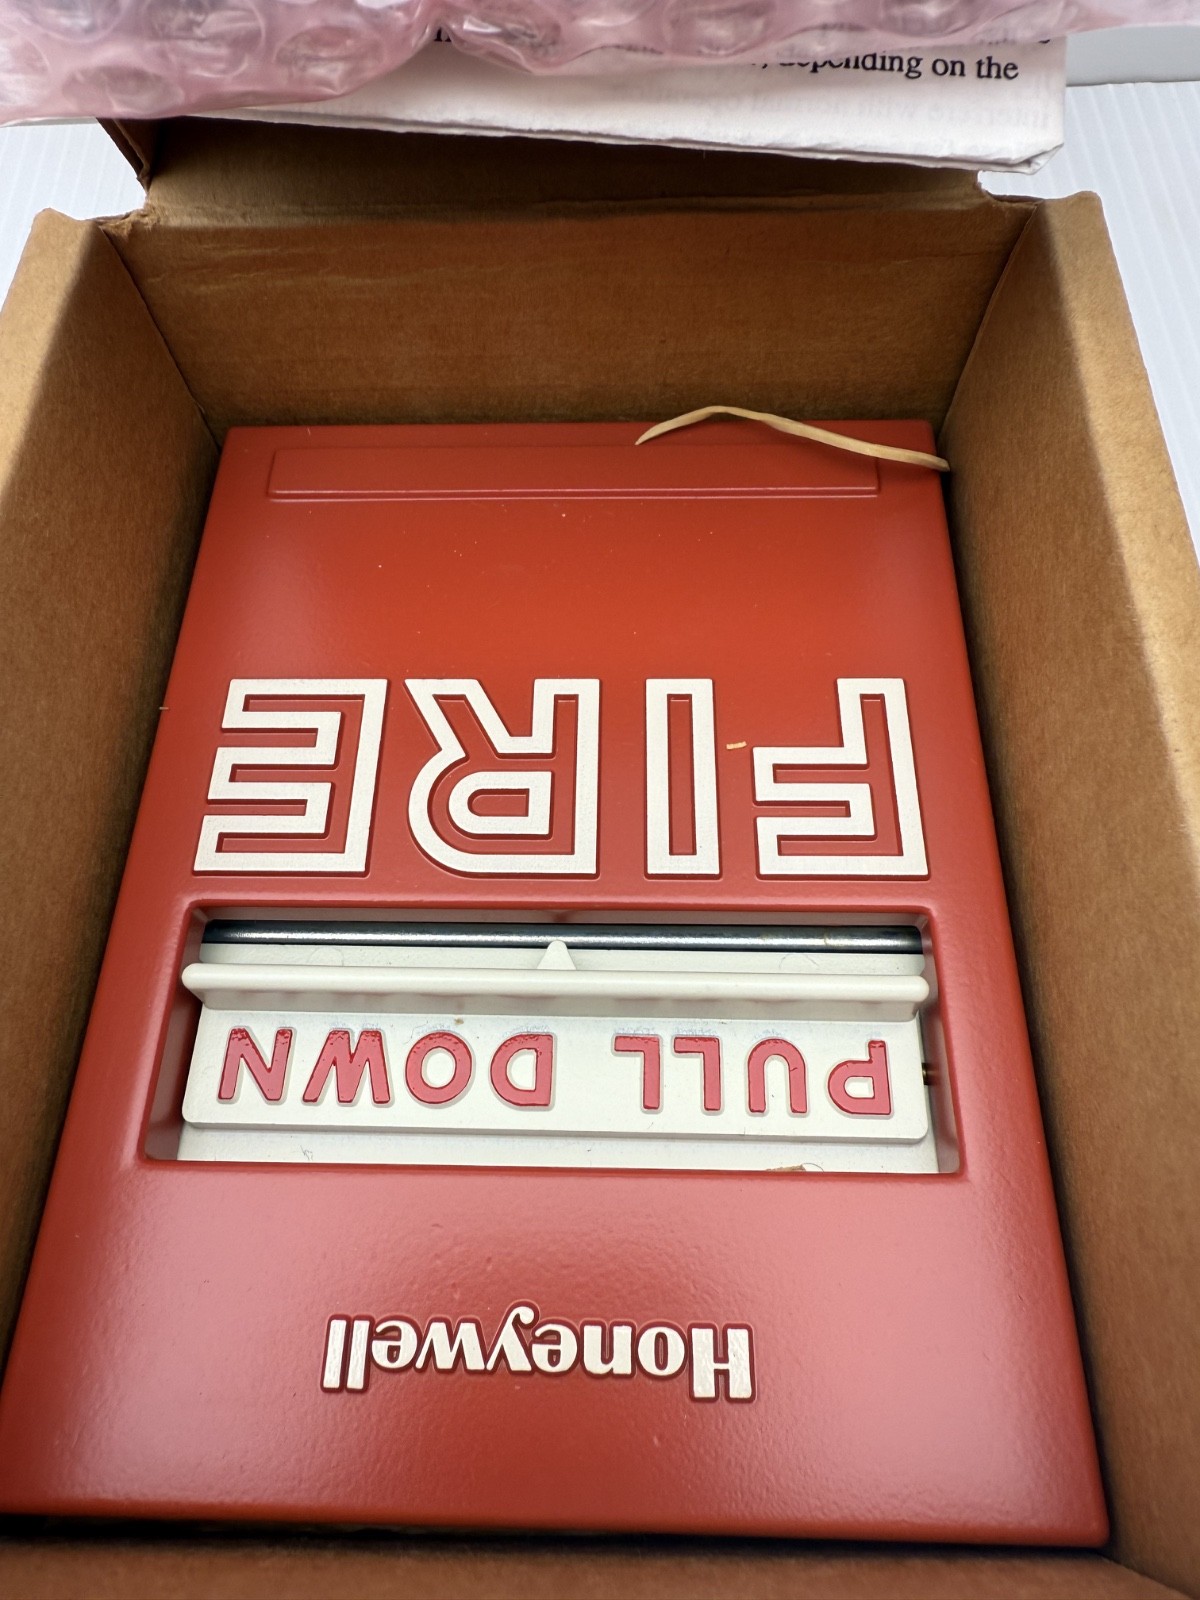 depending on the
Honeywell
PULL DOWN
FIRE